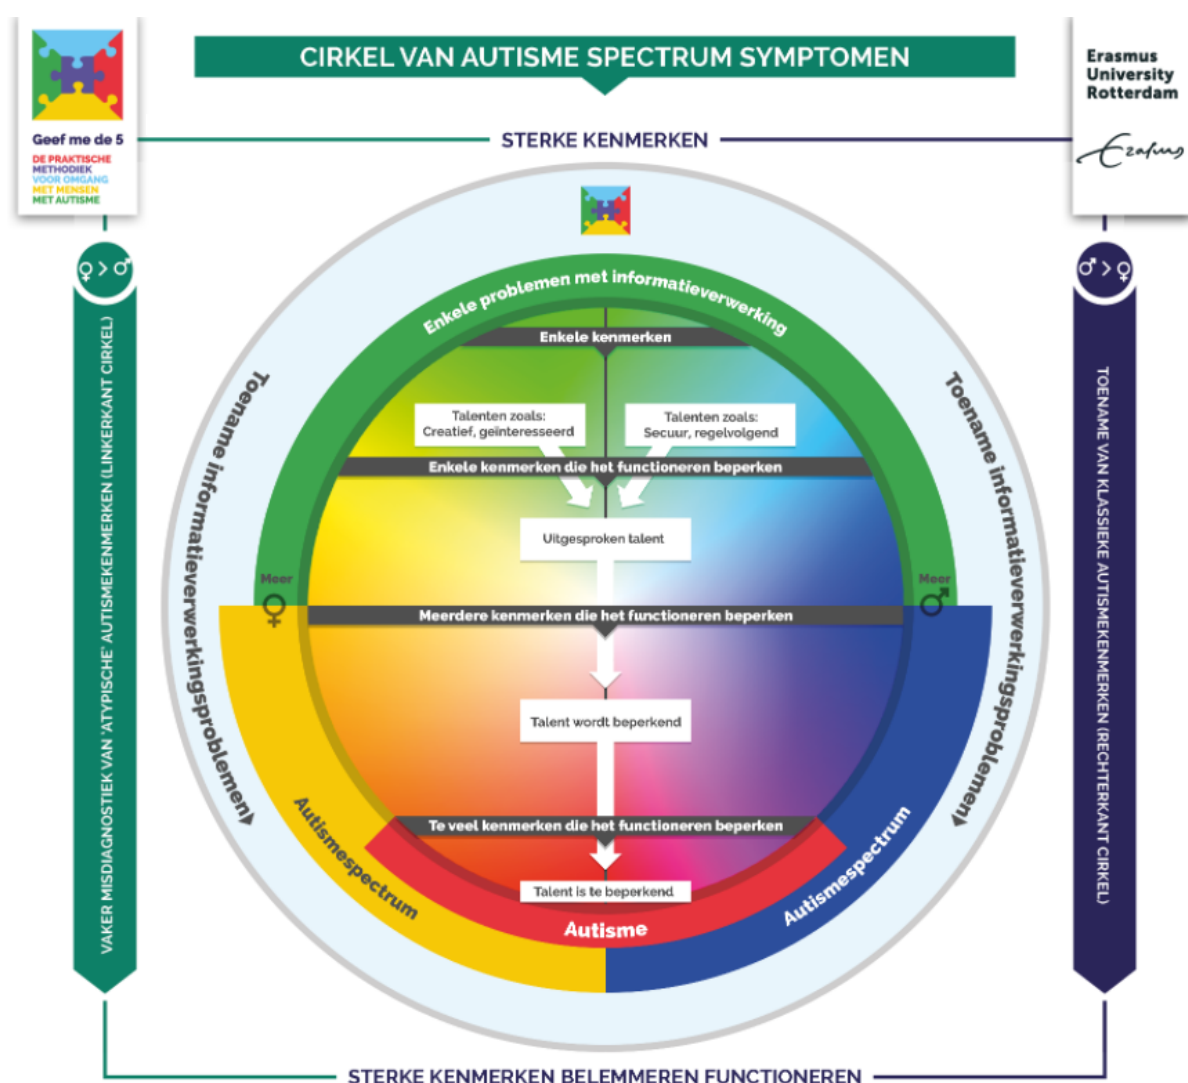 CIRKEL VAN AUTISME SPECTRUM SYMPTOMEN
Geef me de 5
DE PRAKTISCHE
METHODIEK
VOOR OMGANG
MET MENSEN
MET AUTISME
Erasmus
University
Rotterdam
Erasmus
STERKE KENMERKEN
♀ > ♂
♂ > ♀
VAKER MISDIAGNOSTIEK VAN 'ATYPISCHE' AUTISMEKENMERKEN (LINKERKANT CIRKEL)
TOENAME VAN KLASSIEKE AUTISMEKENMERKEN (RECHTERKANT CIRKEL)
Toename informatieverwerkingsproblemen
Toename informatieverwerkingsproblemen
Enkele problemen met informatieverwerking
Enkele kenmerken
Talenten zoals:
Creatief, geïnteresseerd
Talenten zoals:
Secuur, regelvolgend
Enkele kenmerken die het functioneren beperken
Uitgesproken talent
Meer
♀
Meer
♂
Meerdere kenmerken die het functioneren beperken
Talent wordt beperkend
Te veel kenmerken die het functioneren beperken
Talent is te beperkend
Autismespectrum
Autisme
Autismespectrum
STERKE KENMERKEN BELEMMEREN FUNCTIONEREN